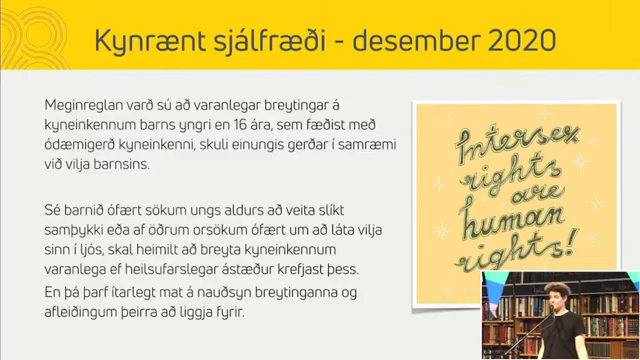 Kynrænt sjálfræði - desember 2020
Meginreglan varð sú að varanlegar breytingar á
kyneinkennum barns yngri en 16 ára, sem fæðist með
ódæmigerð kyneinkenni, skuli einungis gerðar í samræmi
við vilja barnsins.
Sé barnið ófært sökum ungs aldurs að veita slíkt
samþykki eða af öðrum orsökum ófært um að láta vilja
sinn í ljós, skal heimilt að breyta kyneinkennum
varanlega ef heilsufarslegar ástæður krefjast þess.
En þá þarf ítarlegt mat á nauðsyn breytinganna og
afleiðingum þeirra að liggja fyrir.
Intersex
rights
are
human
rights!